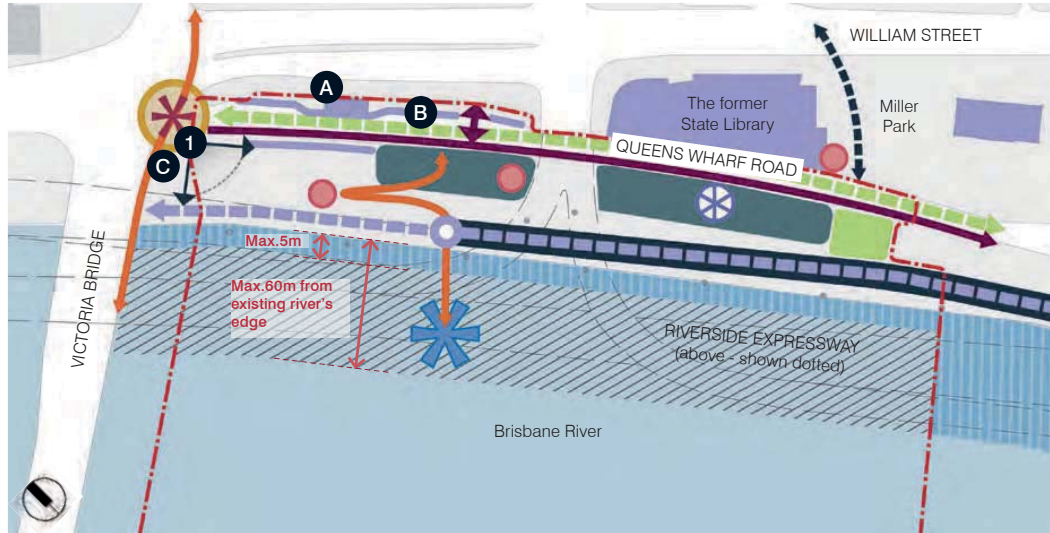 WILLIAM STREET
A
The former
State Library
Miller
Park
B
1
C
QUEENS WHARF ROAD
Max.5m
Max.60m from
existing river's
edge
VICTORIA BRIDGE
RIVERSIDE EXPRESSWAY
(above - shown dotted)
Brisbane River